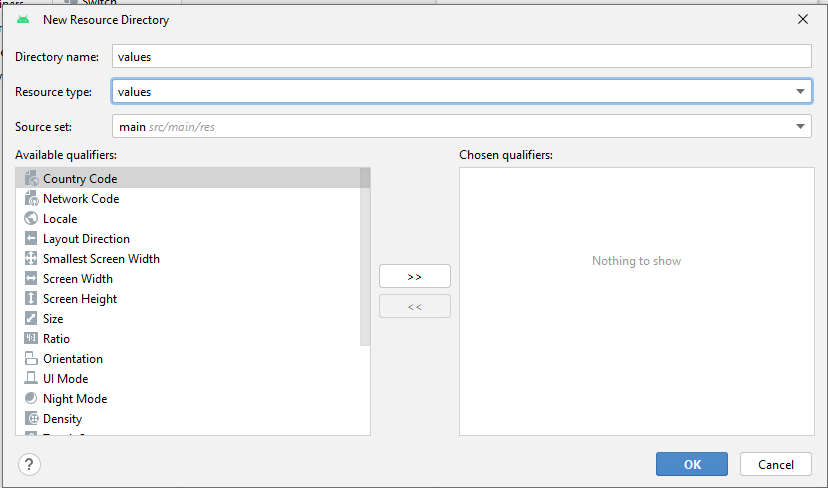 Switch
New Resource Directory
Directory name: values
Resource type: values
Source set: main src/main/res
Available qualifiers:
Country Code
Network Code
Locale
Layout Direction
Smallest Screen Width
Screen Width
Screen Height
Size
Ratio
Orientation
UI Mode
Night Mode
Density
>>
<<
Chosen qualifiers:
Nothing to show
?
OK
Cancel